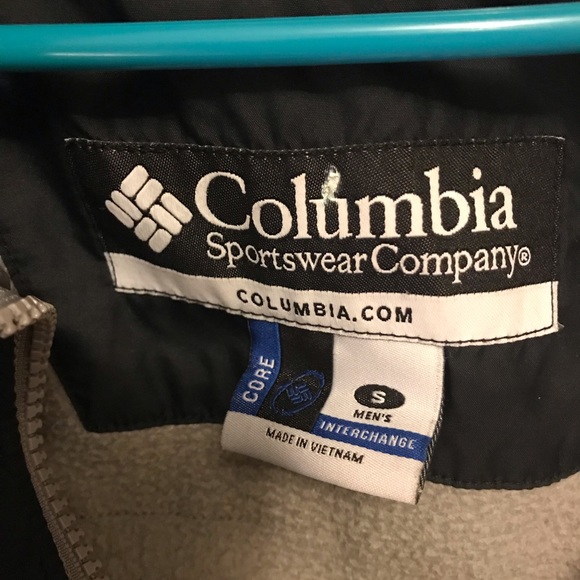 Columbia
Sportswear Company®
COLUMBIA.COM
CORE
S
MEN'S
INTERCHANGE
MADE IN VIETNAM